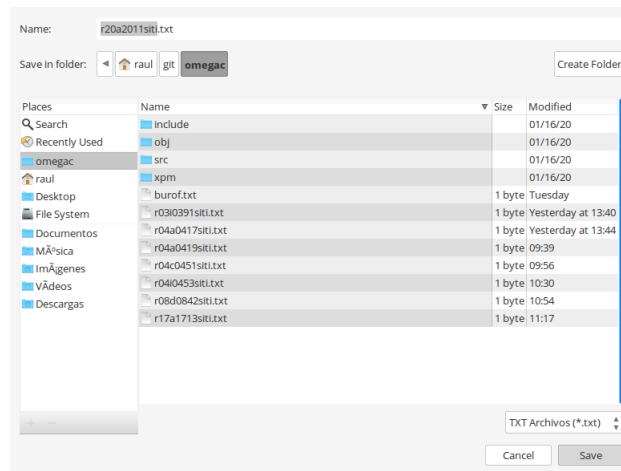 Name: r20a2011siti.txt
Save in folder: raul git omegac Create Folder
Places Name Size Modified
Search include 01/16/20
Recently Used obj 01/16/20
omegac src 01/16/20
raul xpm 01/16/20
Desktop burof.txt 1 byte Tuesday
File System r03i0391siti.txt 1 byte Yesterday at 13:40
Documentos r04a0417siti.txt 1 byte Yesterday at 13:44
Mºsica r04a0419siti.txt 1 byte 09:39
Imágenes r04c0451siti.txt 1 byte 09:56
VÃdeos r04i0453siti.txt 1 byte 10:30
Descargas r08d0842siti.txt 1 byte 10:54
r17a1713siti.txt 1 byte 11:17
TXT Archivos (*.txt)
Cancel Save